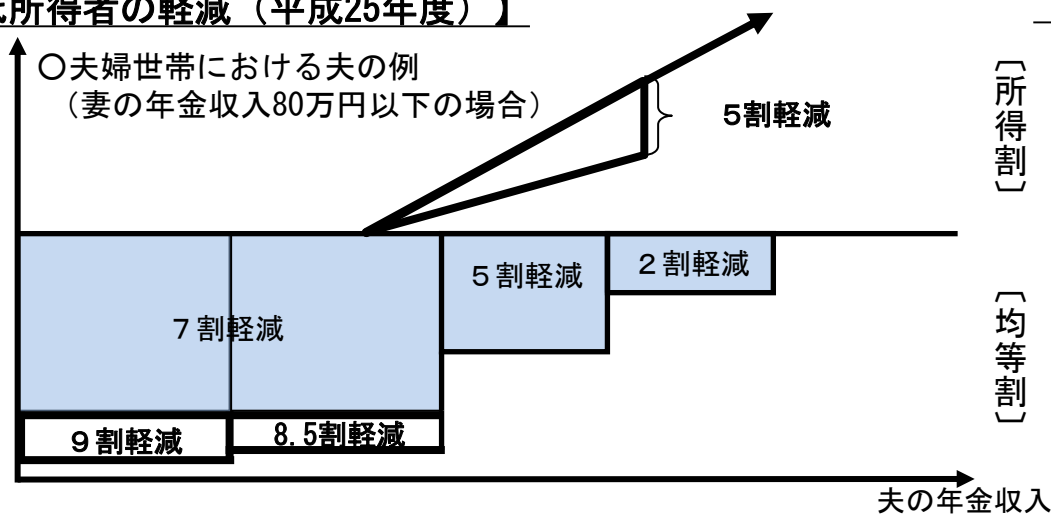 所得者の軽減（平成25年度）】
○夫婦世帯における夫の例
（妻の年金収入80万円以下の場合）
5割軽減
〔所得割〕
７割軽減
５割軽減
２割軽減
〔均等割〕
９割軽減
8.5割軽減
夫の年金収入